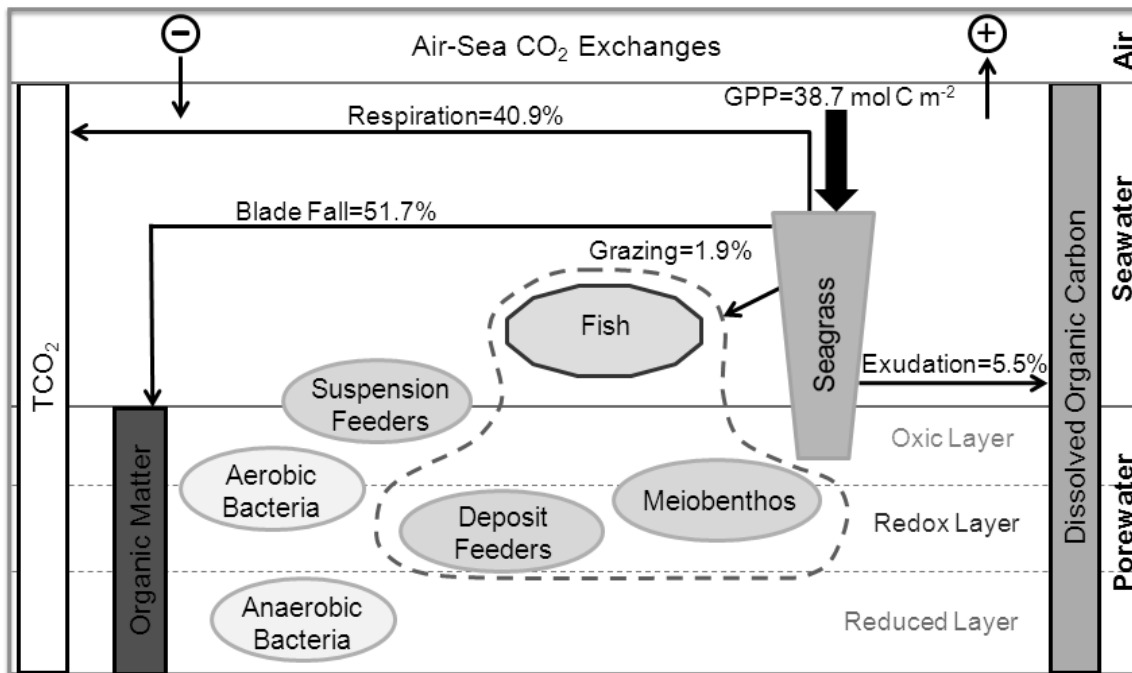 −
+
Air-Sea CO₂ Exchanges
Air
GPP=38.7 mol C m⁻²
Respiration=40.9%
Blade Fall=51.7%
Grazing=1.9%
Seagrass
Seawater
Fish
TCO₂
Exudation=5.5%
Suspension
Feeders
Oxic Layer
Dissolved Organic Carbon
Organic Matter
Aerobic
Bacteria
Meiobenthos
Deposit
Feeders
Redox Layer
Porewater
Anaerobic
Bacteria
Reduced Layer